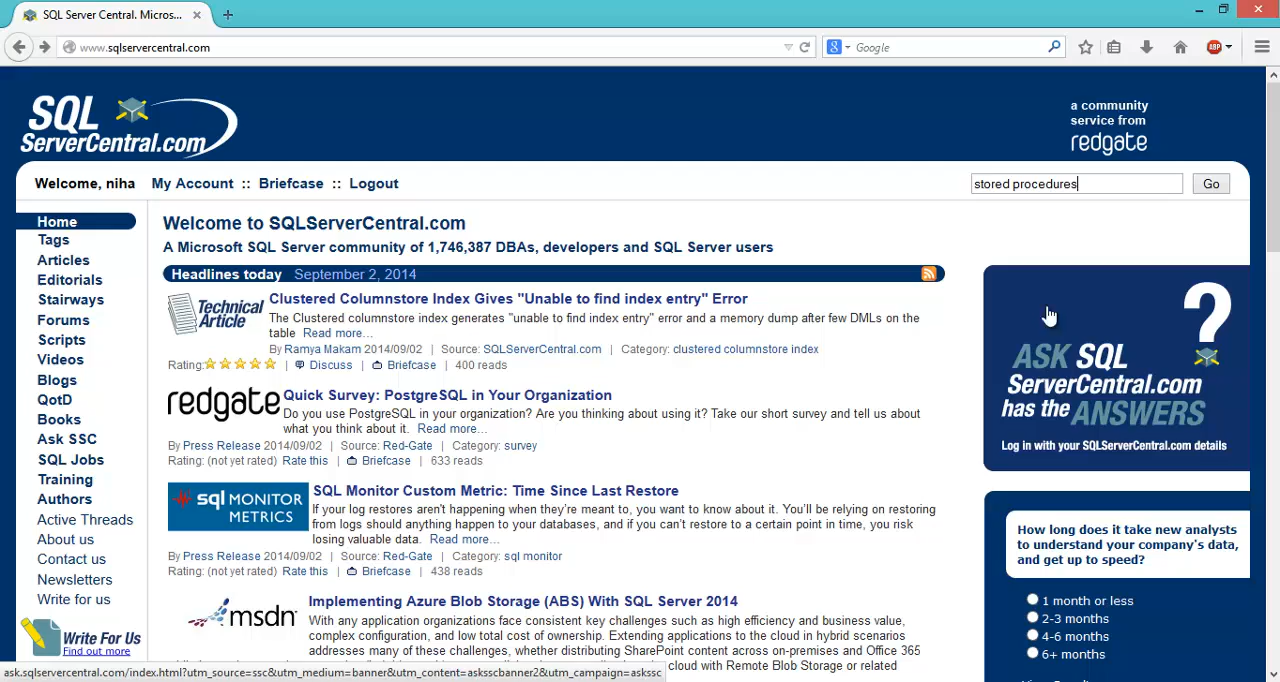 SQL Server Central. Micros...
www.sqlservercentral.com
Google
ABP
SQL
ServerCentral.com
a community
service from
redgate
Welcome, niha My Account :: Briefcase :: Logout
stored procedures
Go
Home
Tags
Articles
Editorials
Stairways
Forums
Scripts
Videos
Blogs
QotD
Books
Ask SSC
SQL Jobs
Training
Authors
Active Threads
About us
Contact us
Newsletters
Write for us
Write For Us
Find out more
Welcome to SQLServerCentral.com
A Microsoft SQL Server community of 1,746,387 DBAs, developers and SQL Server users
Headlines today September 2, 2014
Technical
Article
Clustered Columnstore Index Gives "Unable to find index entry" Error
The Clustered columnstore index generates "unable to find index entry" error and a memory dump after few DMLs on the
table Read more...
By Ramya Makam 2014/09/02 | Source: SQLServerCentral.com | Category: clustered columnstore index
Rating: | Discuss | Briefcase | 400 reads
redgate
Quick Survey: PostgreSQL in Your Organization
Do you use PostgreSQL in your organization? Are you thinking about using it? Take our short survey and tell us about
what you think about it. Read more...
By Press Release 2014/09/02 | Source: Red-Gate | Category: survey
Rating: (not yet rated) Rate this | Briefcase | 633 reads
sql MONITOR
METRICS
SQL Monitor Custom Metric: Time Since Last Restore
If your log restores aren't happening when they're meant to, you want to know about it. You'll be relying on restoring
from logs should anything happen to your databases, and if you can't restore to a certain point in time, you risk
losing valuable data. Read more...
By Press Release 2014/09/02 | Source: Red-Gate | Category: sql monitor
Rating: (not yet rated) Rate this | Briefcase | 438 reads
msdn
Implementing Azure Blob Storage (ABS) With SQL Server 2014
With any application organizations face consistent key challenges such as high efficiency and business value,
complex configuration, and low total cost of ownership. Extending applications to the cloud in hybrid scenarios
addresses many of these challenges, whether distributing SharePoint content across on-premises and Office 365
cloud with Remote Blob Storage or related
?
ASK SQL
ServerCentral.com
has the ANSWERS
Log in with your SQLServerCentral.com details
How long does it take new analysts
to understand your company's data,
and get up to speed?
1 month or less
2-3 months
4-6 months
6+ months
ask.sqlservercentral.com/index.html?utm_source=ssc&utm_medium=banner&utm_content=asksscbanner2&utm_campaign=askssc